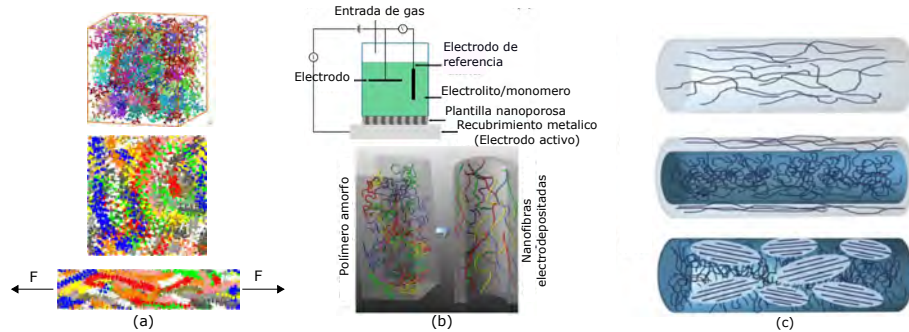 Entrada de gas
Electrodo de
referencia
Electrodo
Electrolito/monomero
Plantilla nanoporosa
Recubrimiento metalico
(Electrodo activo)
Polímero amorfo
Nanofibras
electrodepositadas
F
F
(a)
(b)
(c)